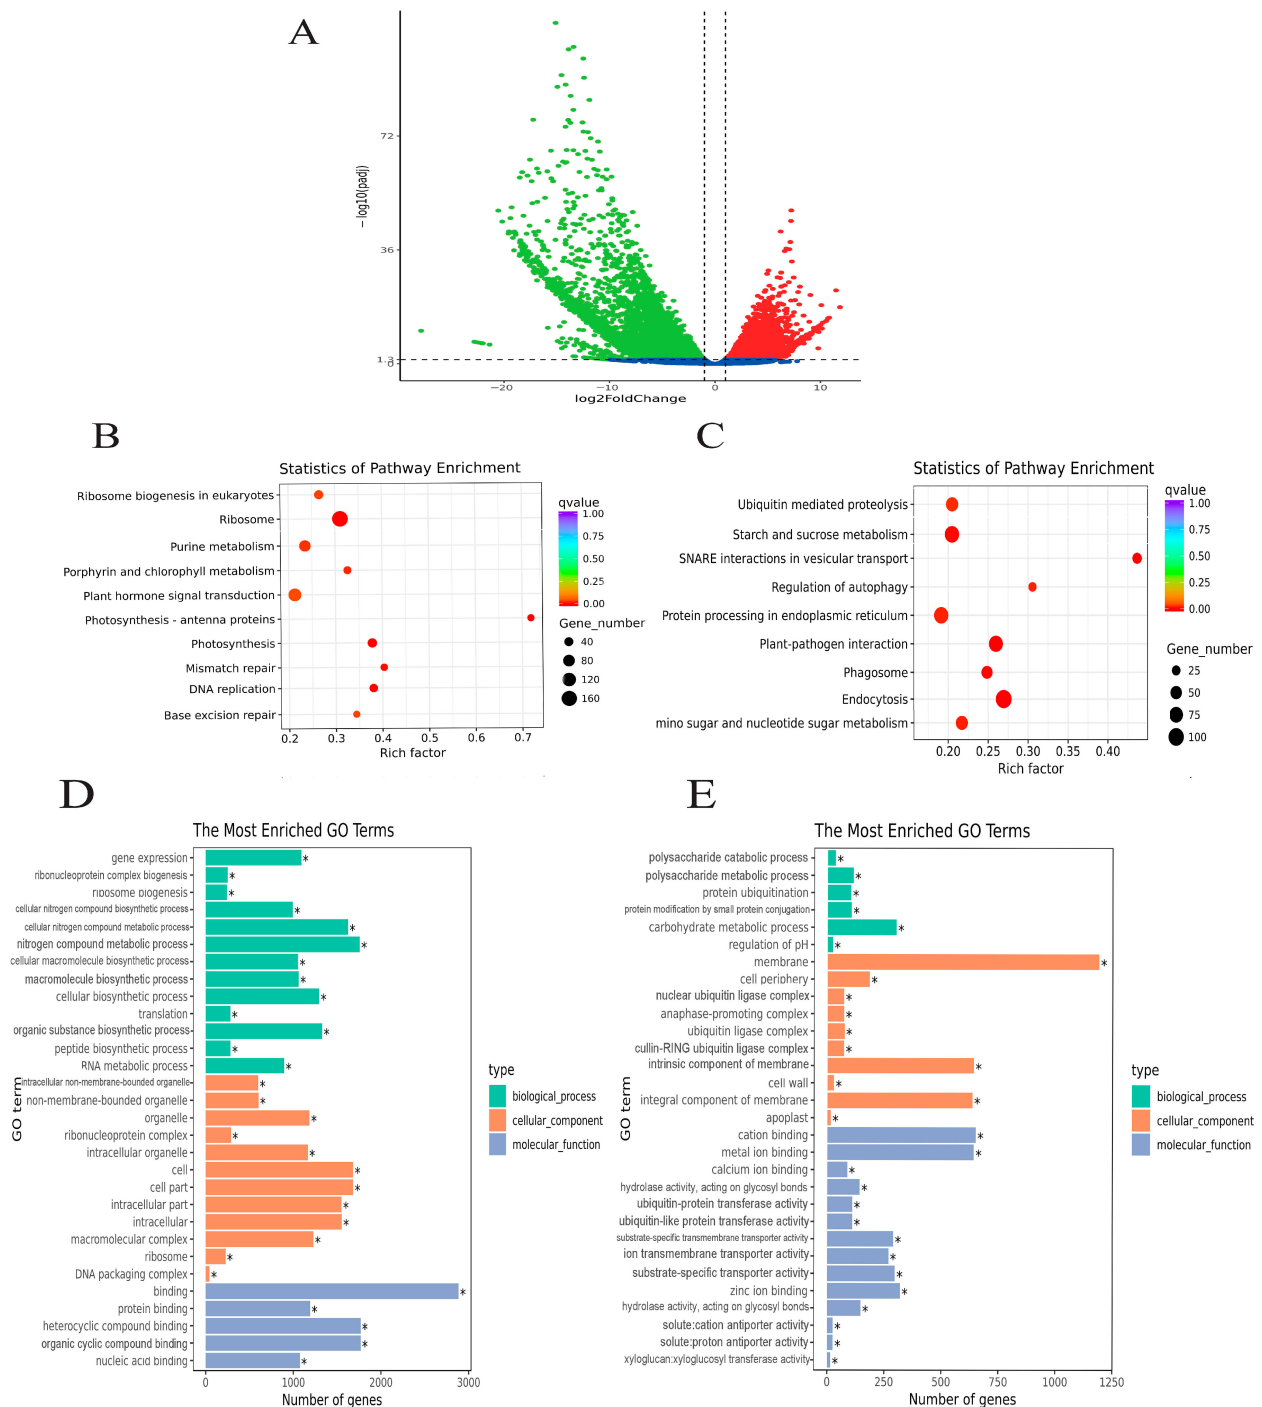 A
−log10(padj)
72
36
1.3
0
−20
−10
0
10
log2FoldChange
B
Statistics of Pathway Enrichment
Ribosome biogenesis in eukaryotes
Ribosome
Purine metabolism
Porphyrin and chlorophyll metabolism
Plant hormone signal transduction
Photosynthesis - antenna proteins
Photosynthesis
Mismatch repair
DNA replication
Base excision repair
0.2
0.3
0.4
0.5
0.6
0.7
Rich factor
qvalue
1.00
0.75
0.50
0.25
0.00
Gene_number
40
80
120
160
C
Statistics of Pathway Enrichment
Ubiquitin mediated proteolysis
Starch and sucrose metabolism
SNARE interactions in vesicular transport
Regulation of autophagy
Protein processing in endoplasmic reticulum
Plant-pathogen interaction
Phagosome
Endocytosis
mino sugar and nucleotide sugar metabolism
0.20
0.25
0.30
0.35
0.40
Rich factor
qvalue
1.00
0.75
0.50
0.25
0.00
Gene_number
25
50
75
100
D
The Most Enriched GO Terms
GO term
gene expression
ribonucleoprotein complex biogenesis
ribosome biogenesis
cellular nitrogen compound biosynthetic process
cellular nitrogen compound metabolic process
nitrogen compound metabolic process
cellular macromolecule biosynthetic process
macromolecule biosynthetic process
cellular biosynthetic process
translation
organic substance biosynthetic process
peptide biosynthetic process
RNA metabolic process
intracellular non-membrane-bounded organelle
non-membrane-bounded organelle
organelle
ribonucleoprotein complex
intracellular organelle
cell
cell part
intracellular part
intracellular
macromolecular complex
ribosome
DNA packaging complex
binding
protein binding
heterocyclic compound binding
organic cyclic compound binding
nucleic acid binding
0
1000
2000
3000
Number of genes
type
biological_process
cellular_component
molecular_function
E
The Most Enriched GO Terms
GO term
polysaccharide catabolic process
polysaccharide metabolic process
protein ubiquitination
protein modification by small protein conjugation
carbohydrate metabolic process
regulation of pH
membrane
cell periphery
nuclear ubiquitin ligase complex
anaphase-promoting complex
ubiquitin ligase complex
cullin-RING ubiquitin ligase complex
intrinsic component of membrane
cell wall
integral component of membrane
apoplast
cation binding
metal ion binding
calcium ion binding
hydrolase activity, acting on glycosyl bonds
ubiquitin-protein transferase activity
ubiquitin-like protein transferase activity
substrate-specific transmembrane transporter activity
ion transmembrane transporter activity
substrate-specific transporter activity
zinc ion binding
hydrolase activity, acting on glycosyl bonds
solute:cation antiporter activity
solute:proton antiporter activity
xyloglucan:xyloglucosyl transferase activity
0
250
500
750
1000
1250
Number of genes
type
biological_process
cellular_component
molecular_function